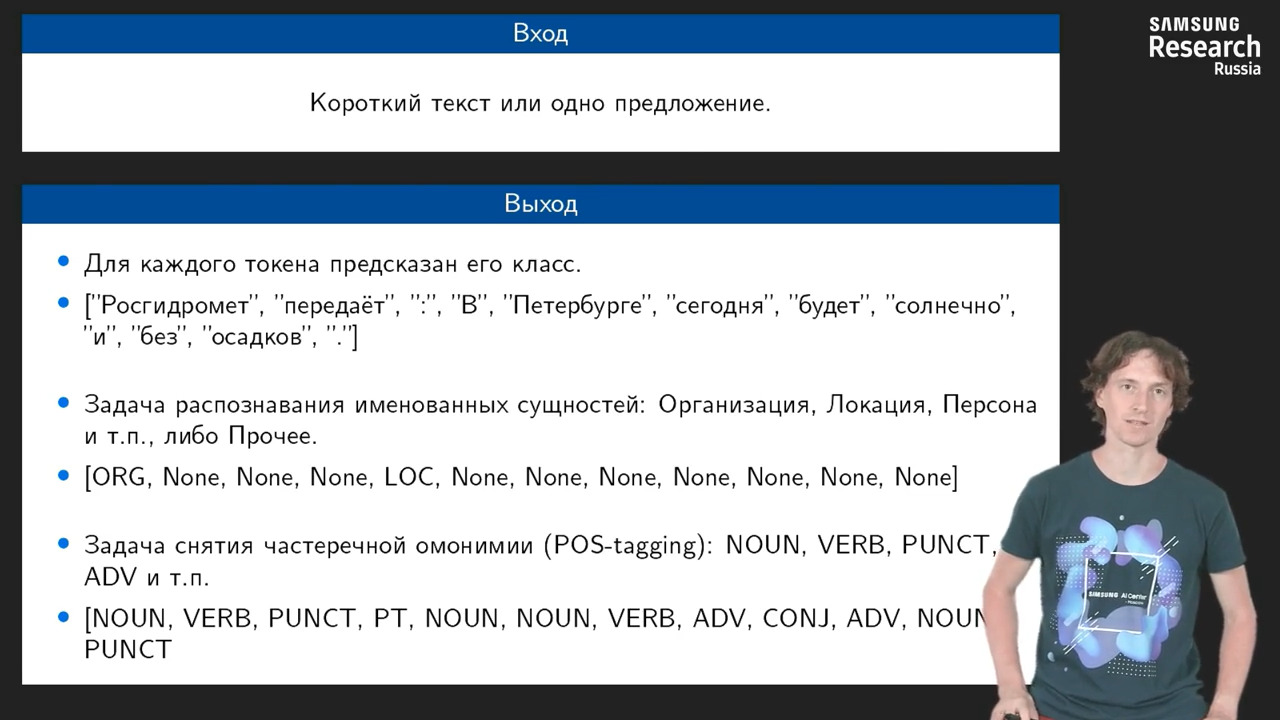 Вход
SAMSUNG
Research
Russia
Короткий текст или одно предложение.
Выход
Для каждого токена предсказан его класс.
["Росгидромет", "передаёт", ":", "В", "Петербурге", "сегодня", "будет", "солнечно",
"и", "без", "осадков", "."]
Задача распознавания именованных сущностей: Организация, Локация, Персона
и т.п., либо Прочее.
[ORG, None, None, None, LOC, None, None, None, None, None, None, None]
Задача снятия частеречной омонимии (POS-tagging): NOUN, VERB, PUNCT,
ADV и т.п.
[NOUN, VERB, PUNCT, PT, NOUN, NOUN, VERB, ADV, CONJ, ADV, NOUN
PUNCT
SAMSUNG AI Center
- Moscow